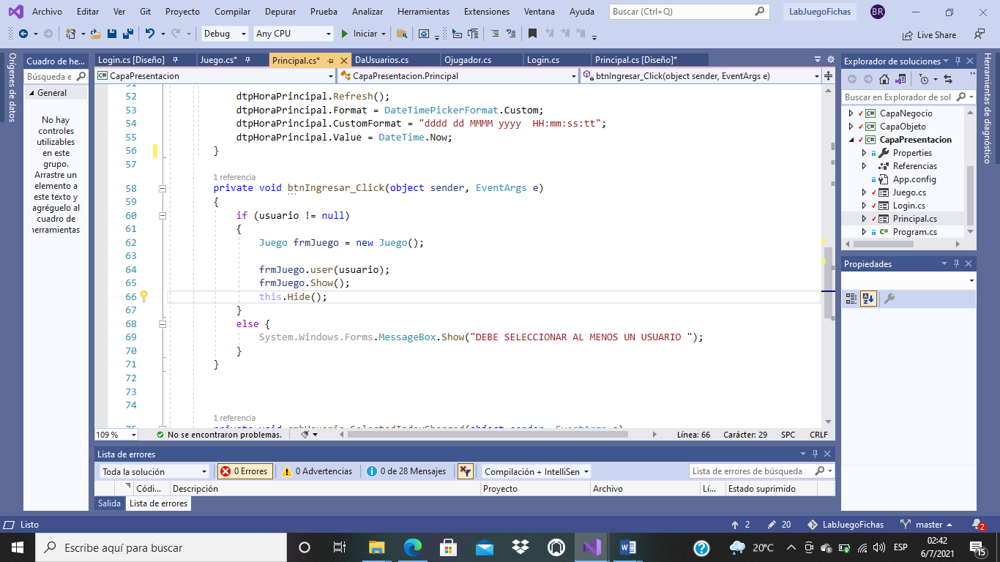 Archivo Editar Ver Git Proyecto Compilar Depurar Prueba Analizar Herramientas Extensiones Ventana Ayuda Buscar (Ctrl+Q) LabJuegoFichas BR
Debug Any CPU Iniciar Live Share
Orígenes de datos
Cuadro de he...
Búsqueda e
General
No hay
controles
utilizables
en este
grupo.
Arrastre un
elemento a
este texto y
agréguelo al
cuadro de
herramientas
Login.cs [Diseño] Juego.cs* Principal.cs* DaUsuarios.cs Ojugador.cs Login.cs Principal.cs [Diseño]*
CapaPresentacion CapaPresentacion.Principal btnIngresar_Click(object sender, EventArgs e)
51
52 dtpHoraPrincipal.Refresh();
53 dtpHoraPrincipal.Format = DateTimePickerFormat.Custom;
54 dtpHoraPrincipal.CustomFormat = "dddd dd MMMM yyyy  HH:mm:ss:tt";
55 dtpHoraPrincipal.Value = DateTime.Now;
56 }
57
1 referencia
58 private void btnIngresar_Click(object sender, EventArgs e)
59 {
60 if (usuario != null)
61 {
62 Juego frmJuego = new Juego();
63
64 frmJuego.user(usuario);
65 frmJuego.Show();
66 this.Hide();
67 }
68 else {
69 System.Windows.Forms.MessageBox.Show("DEBE SELECCIONAR AL MENOS UN USUARIO ");
70 }
71 }
72
73
74
1 referencia
75 private void cmbUsuario_SelectedIndexChanged(object sender, EventArgs e)
109 % No se encontraron problemas. Línea: 66 Carácter: 29 SPC CRLF
Lista de errores
Toda la solución 0 Errores 0 Advertencias 0 de 28 Mensajes Compilación + IntelliSen Lista de errores de búsqueda
Códi... Descripción Proyecto Archivo Lí... Estado suprimido
Salida Lista de errores
Explorador de soluciones
Buscar en Explorador de sol
CapaNegocio
CapaObjeto
CapaPresentacion
Properties
Referencias
App.config
Juego.cs
Login.cs
Principal.cs
Program.cs
Propiedades
Herramientas de diagnóstico
Listo 2 20 LabJuegoFichas master 2
Escribe aquí para buscar 20°C ESP 02:42
6/7/2021 15